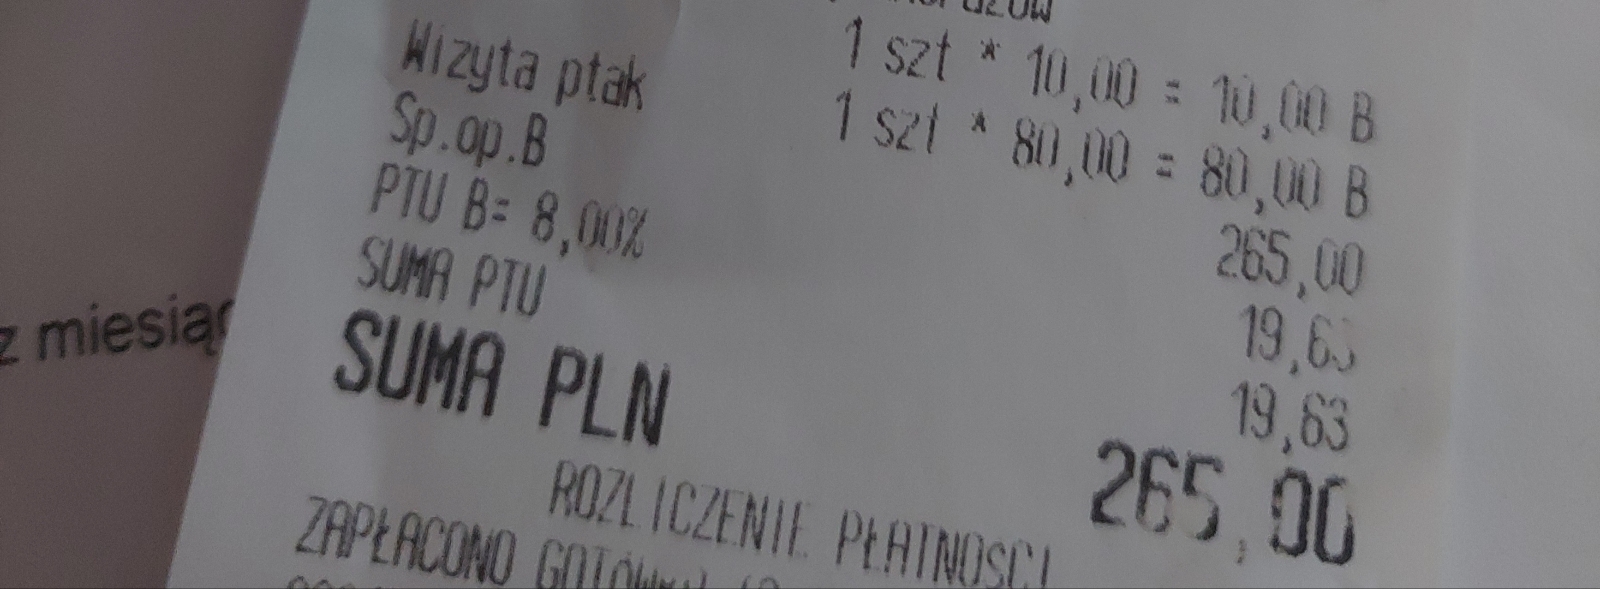 1 szt * 10,00 = 10,00 B
Wizyta ptak 1 szt * 80,00 = 80,00 B
Sp.op.B 265,00
PTU B= 8,00% 19,63
SUMA PTU 19,63
SUMA PLN 265,00
ROZLICZENIE PŁATNOŚCI
ZAPŁACONO
z miesiąc